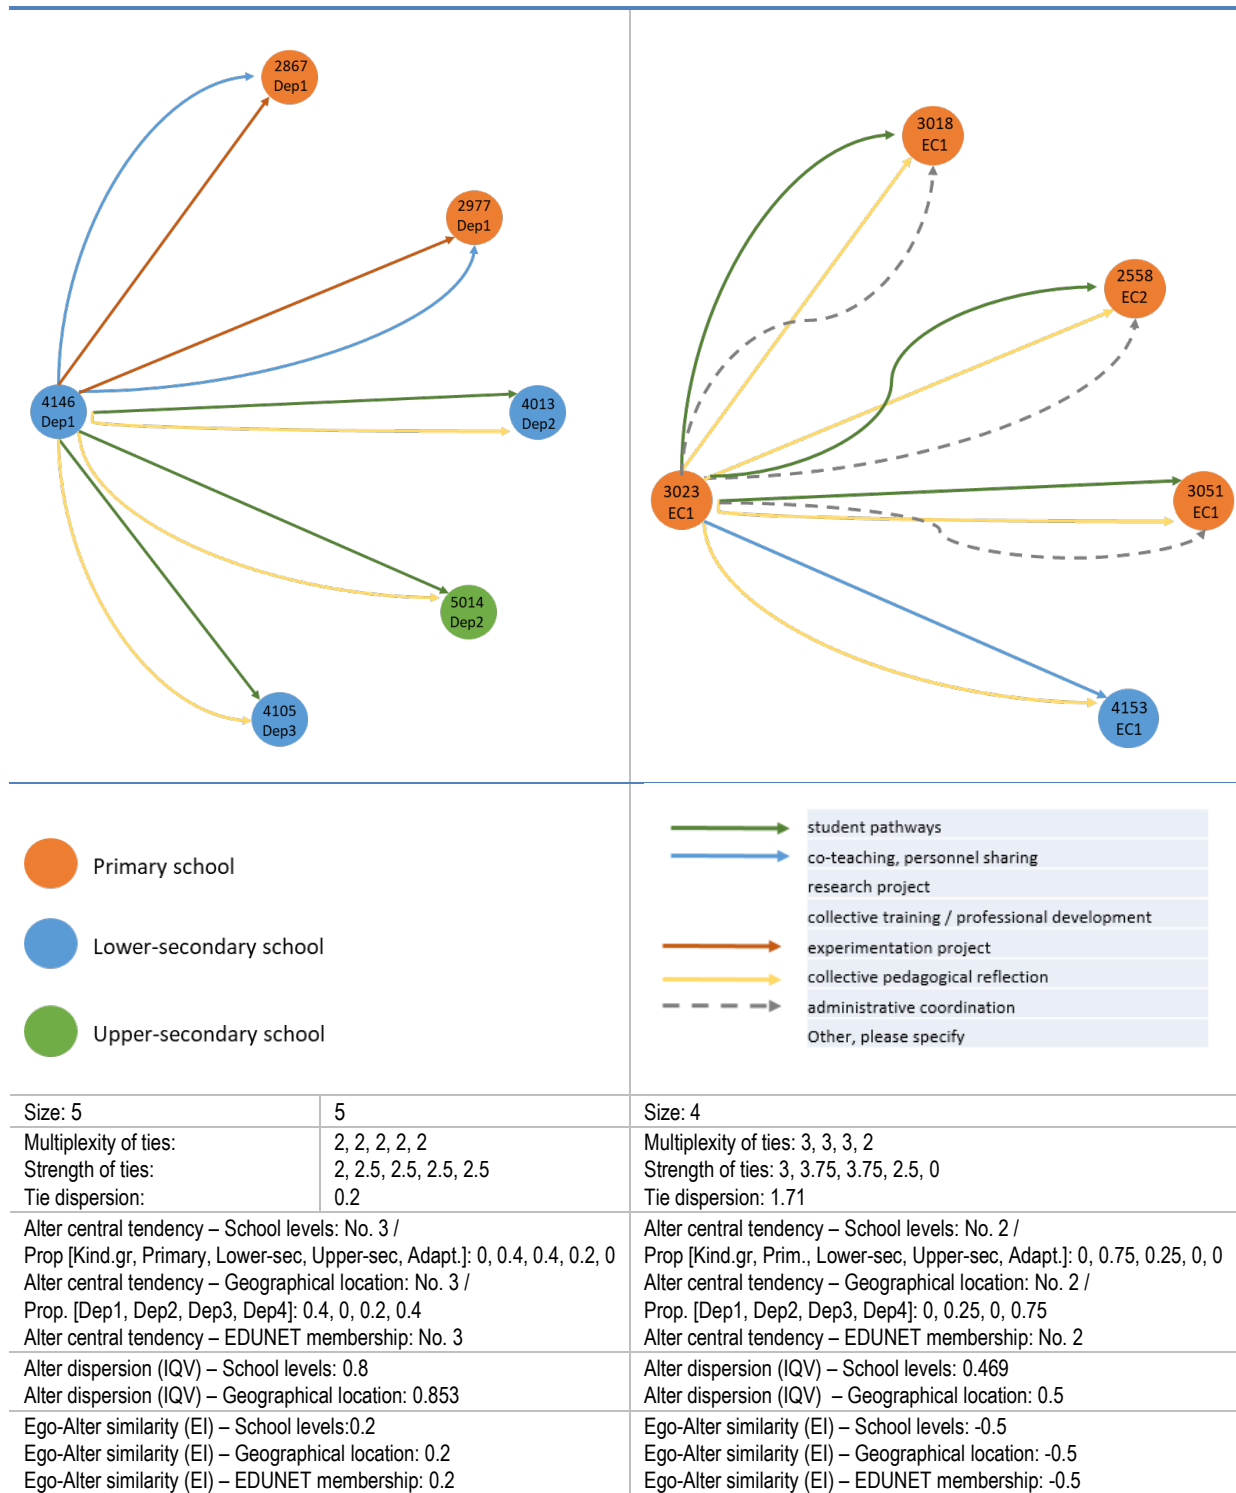 2867
Dep1
2977
Dep1
4146
Dep1
4013
Dep2
5014
Dep2
4105
Dep3
3018
EC1
2558
EC2
3023
EC1
3051
EC1
4153
EC1
Primary school
Lower-secondary school
Upper-secondary school
student pathways
co-teaching, personnel sharing
research project
collective training / professional development
experimentation project
collective pedagogical reflection
administrative coordination
Other, please specify
Size: 5
5
Size: 4
Multiplexity of ties:
2, 2, 2, 2, 2
Strength of ties:
2, 2.5, 2.5, 2.5, 2.5
Tie dispersion:
0.2
Multiplexity of ties: 3, 3, 3, 2
Strength of ties: 3, 3.75, 3.75, 2.5, 0
Tie dispersion: 1.71
Alter central tendency – School levels: No. 3 /
Prop [Kind.gr, Primary, Lower-sec, Upper-sec, Adapt.]: 0, 0.4, 0.4, 0.2, 0
Alter central tendency – Geographical location: No. 3 /
Prop. [Dep1, Dep2, Dep3, Dep4]: 0.4, 0, 0.2, 0.4
Alter central tendency – EDUNET membership: No. 3
Alter central tendency – School levels: No. 2 /
Prop [Kind.gr, Prim., Lower-sec, Upper-sec, Adapt.]: 0, 0.75, 0.25, 0, 0
Alter central tendency – Geographical location: No. 2 /
Prop. [Dep1, Dep2, Dep3, Dep4]: 0, 0.25, 0, 0.75
Alter central tendency – EDUNET membership: No. 2
Alter dispersion (IQV) – School levels: 0.8
Alter dispersion (IQV) – Geographical location: 0.853
Alter dispersion (IQV) – School levels: 0.469
Alter dispersion (IQV)  – Geographical location: 0.5
Ego-Alter similarity (EI) – School levels:0.2
Ego-Alter similarity (EI) – Geographical location: 0.2
Ego-Alter similarity (EI) – EDUNET membership: 0.2
Ego-Alter similarity (EI) – School levels: -0.5
Ego-Alter similarity (EI) – Geographical location: -0.5
Ego-Alter similarity (EI) – EDUNET membership: -0.5